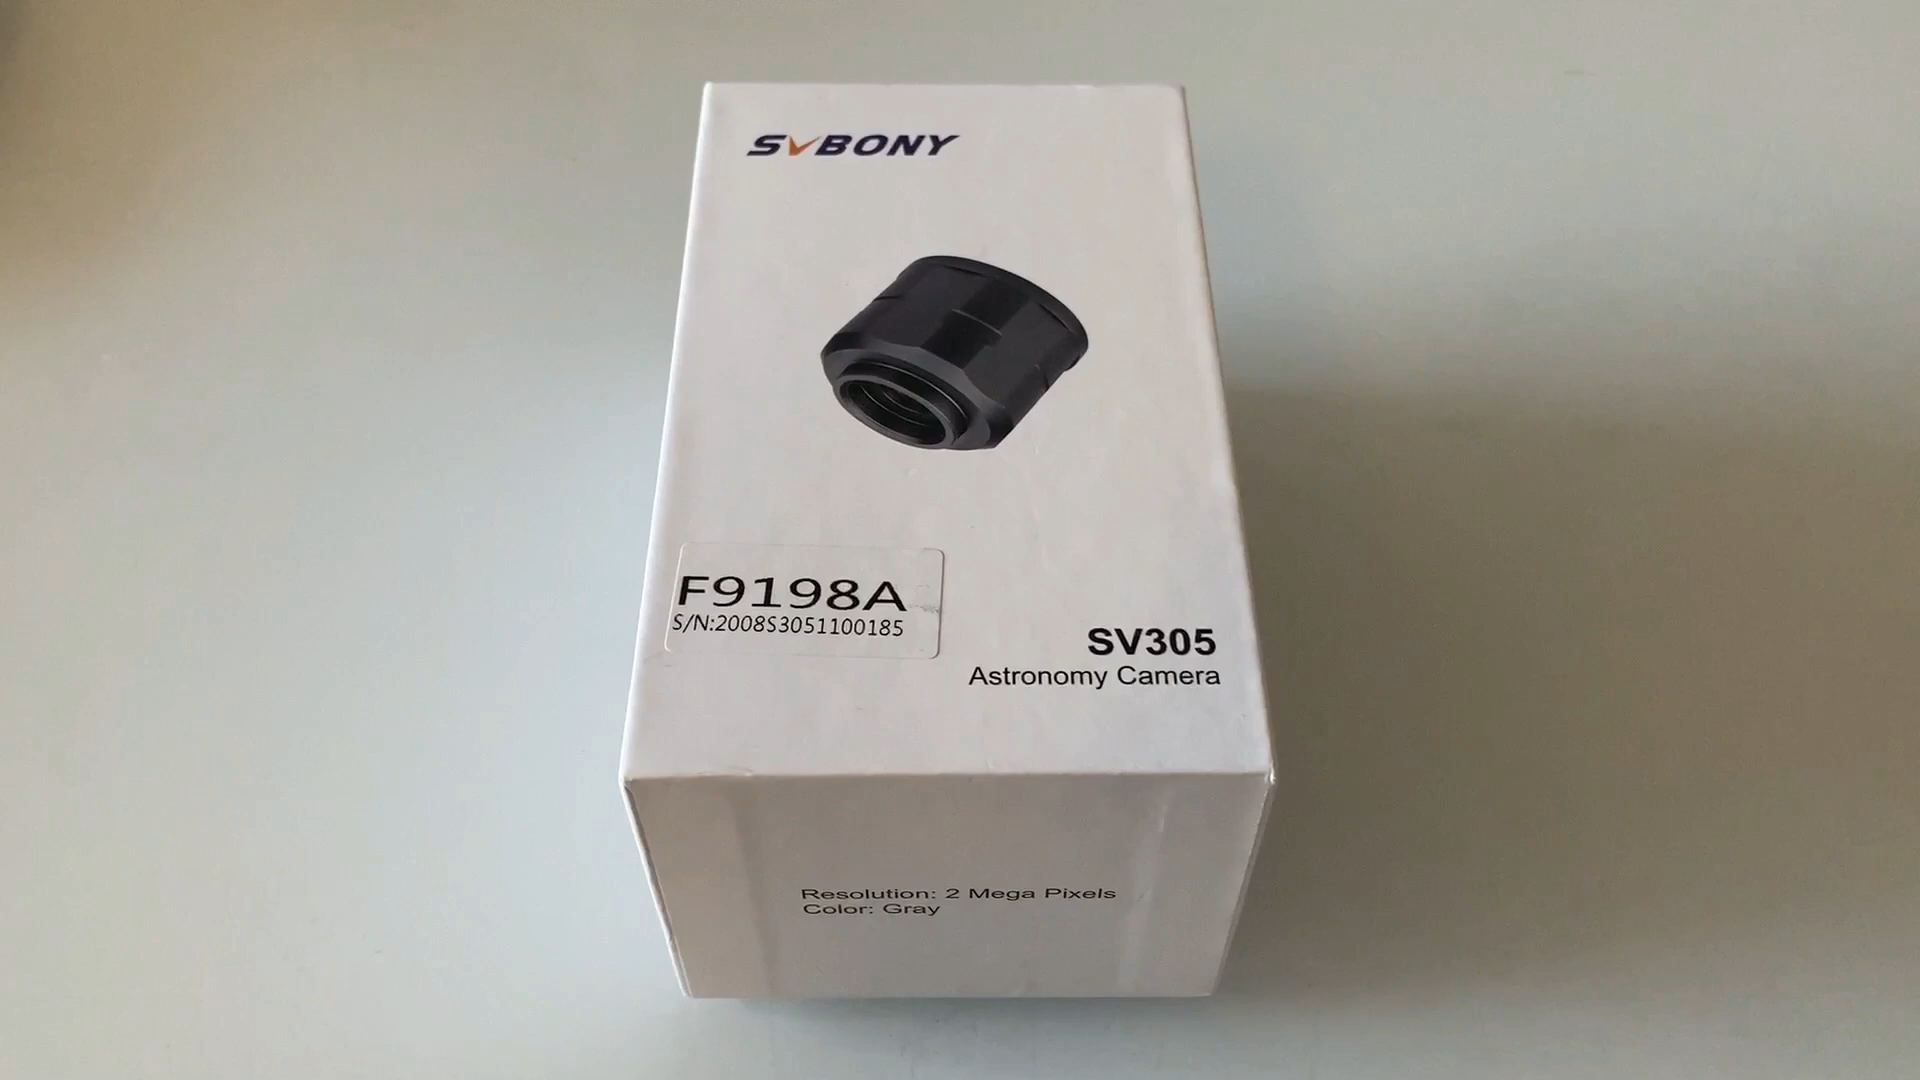 SVBONY
F9198A
S/N:2008S3051100185
SV305
Astronomy Camera
Resolution: 2 Mega Pixels
Color: Gray